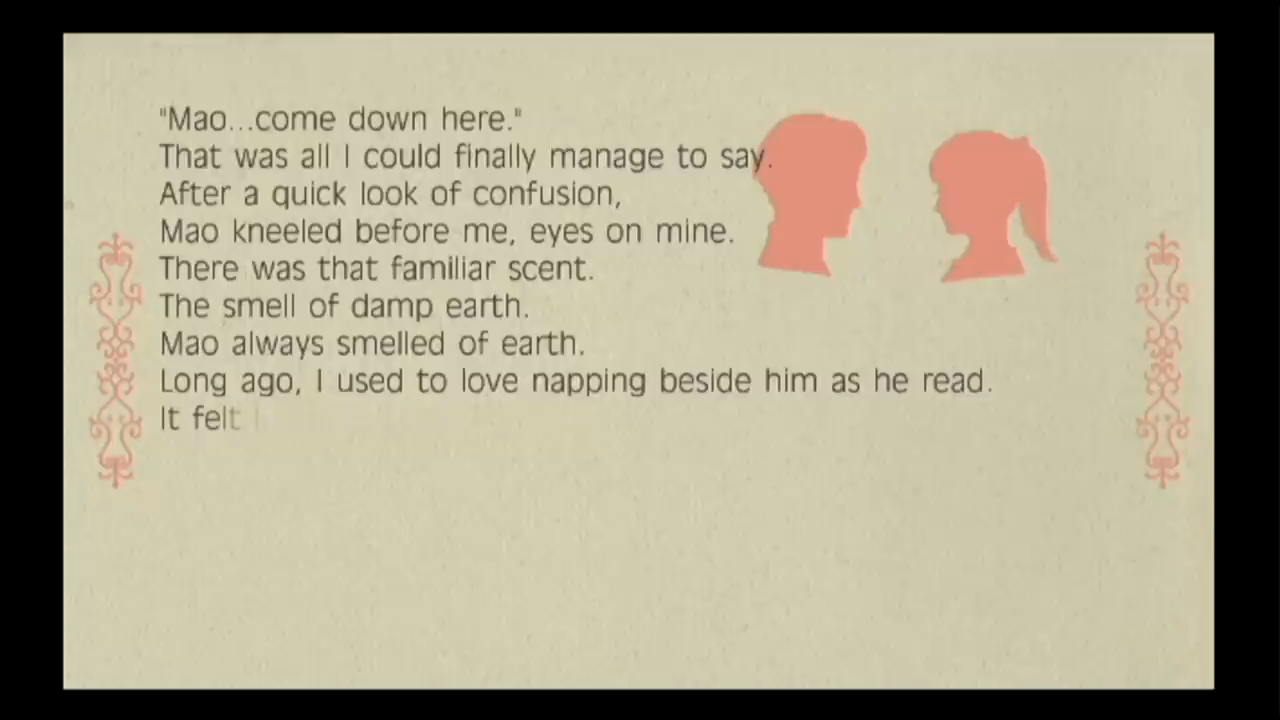 "Mao...come down here."
That was all I could finally manage to say.
After a quick look of confusion,
Mao kneeled before me, eyes on mine.
There was that familiar scent.
The smell of damp earth.
Mao always smelled of earth.
Long ago, I used to love napping beside him as he read.
It felt